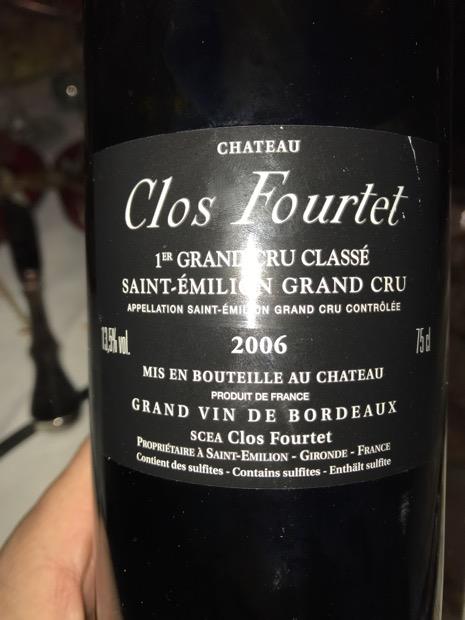 CHATEAU
Clos Fourtet
1ER GRAND CRU CLASSÉ
SAINT-ÉMILION GRAND CRU
APPELLATION SAINT-ÉMILION GRAND CRU CONTRÔLÉE
13,5% vol.
2006
75 cl
MIS EN BOUTEILLE AU CHATEAU
PRODUIT DE FRANCE
GRAND VIN DE BORDEAUX
SCEA Clos Fourtet
PROPRIÉTAIRE À SAINT-EMILION - GIRONDE - FRANCE
Contient des sulfites - Contains sulfites - Enthält sulfite